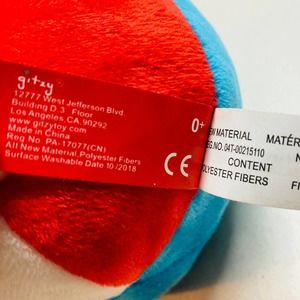 gitzy
12777 West Jefferson Blvd.
Building D.3 Floor
Los Angeles,CA.90292
www.gitzytoy.com
Made in China
Reg No. PA-17077(CN)
All New Material Polyester Fibers
Surface Washable Date 10/2018
0+
CE
EW MATERIAL MATÉR
EG.NO. 04T-00215110
CONTENT
POLYESTER FIBERS F